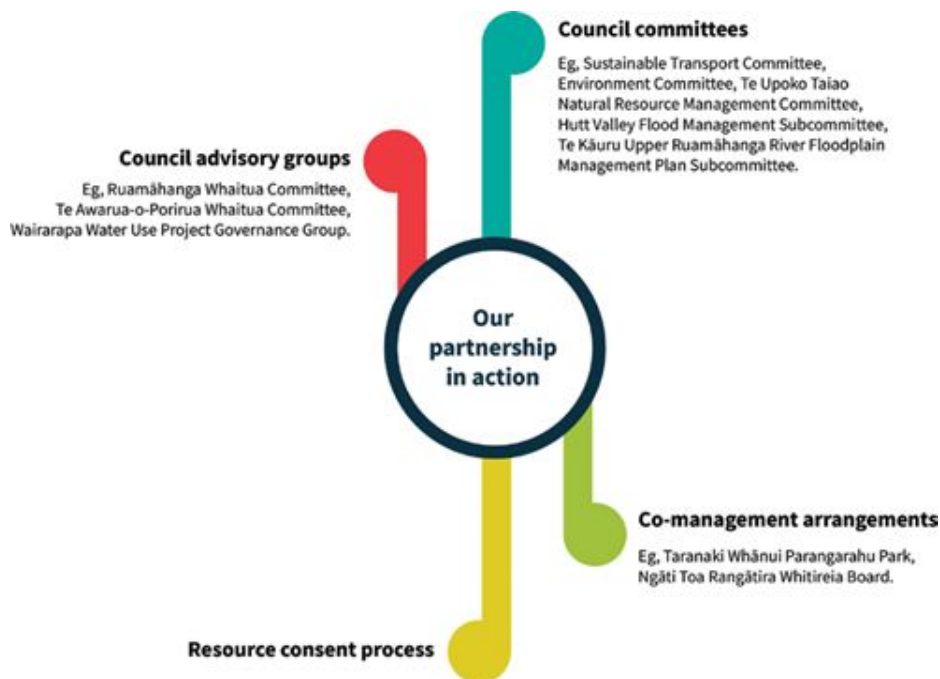 Council committees
Eg, Sustainable Transport Committee,
Environment Committee, Te Upoko Taiao
Natural Resource Management Committee,
Hutt Valley Flood Management Subcommittee,
Te Kāuru Upper Ruamāhanga River Floodplain
Management Plan Subcommittee.
Council advisory groups
Eg, Ruamāhanga Whaitua Committee,
Te Awarua-o-Porirua Whaitua Committee,
Wairarapa Water Use Project Governance Group.
Our
partnership
in action
Co-management arrangements
Eg, Taranaki Whānui Parangarahu Park,
Ngāti Toa Rangātira Whitireia Board.
Resource consent process